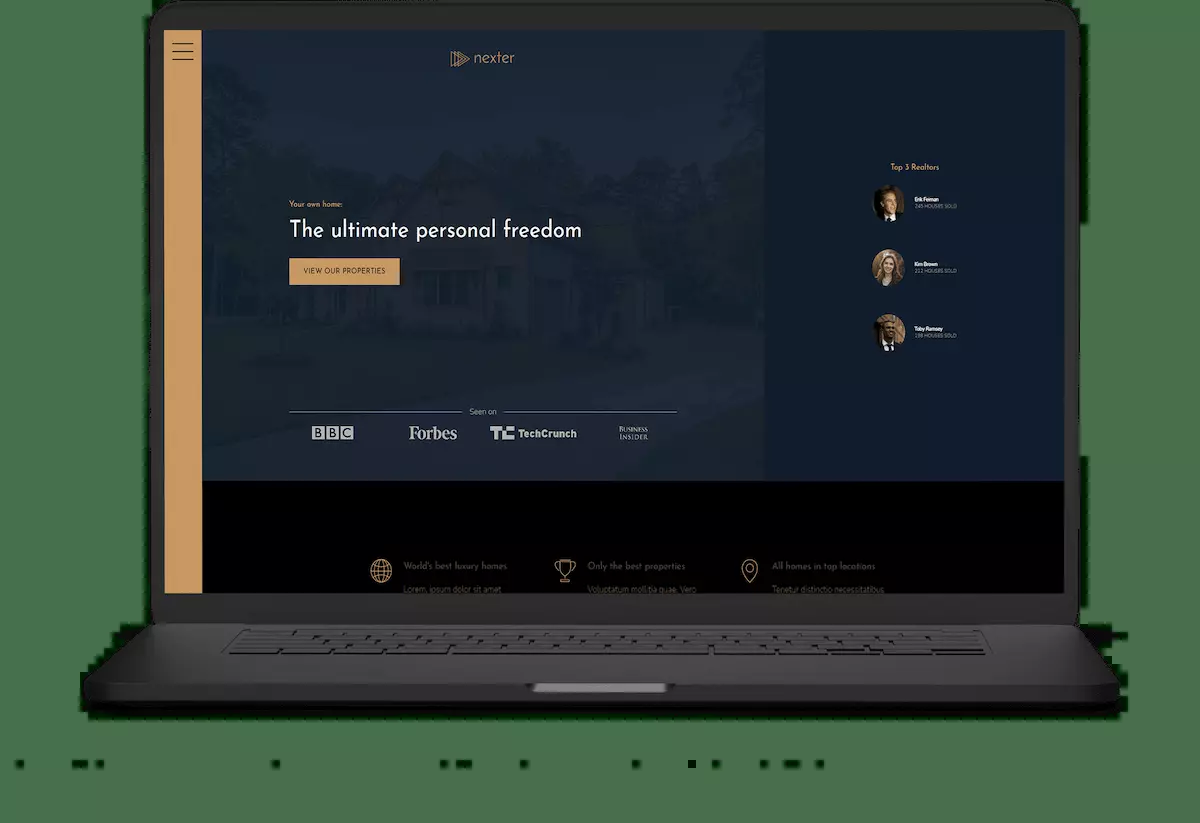 nexter
Your own home:
The ultimate personal freedom
VIEW OUR PROPERTIES
Seen on
BBC
Forbes
TC TechCrunch
BUSINESS
INSIDER
Top 3 Realtors
Erik Feinman
245 HOUSES SOLD
Kim Brown
212 HOUSES SOLD
Toby Ramsey
198 HOUSES SOLD
World's best luxury homes
Lorem, ipsum dolor sit amet
Only the best properties
Voluptatum mollitia quae. Vero
All homes in top locations
Tenetur distinctio necessitatibus